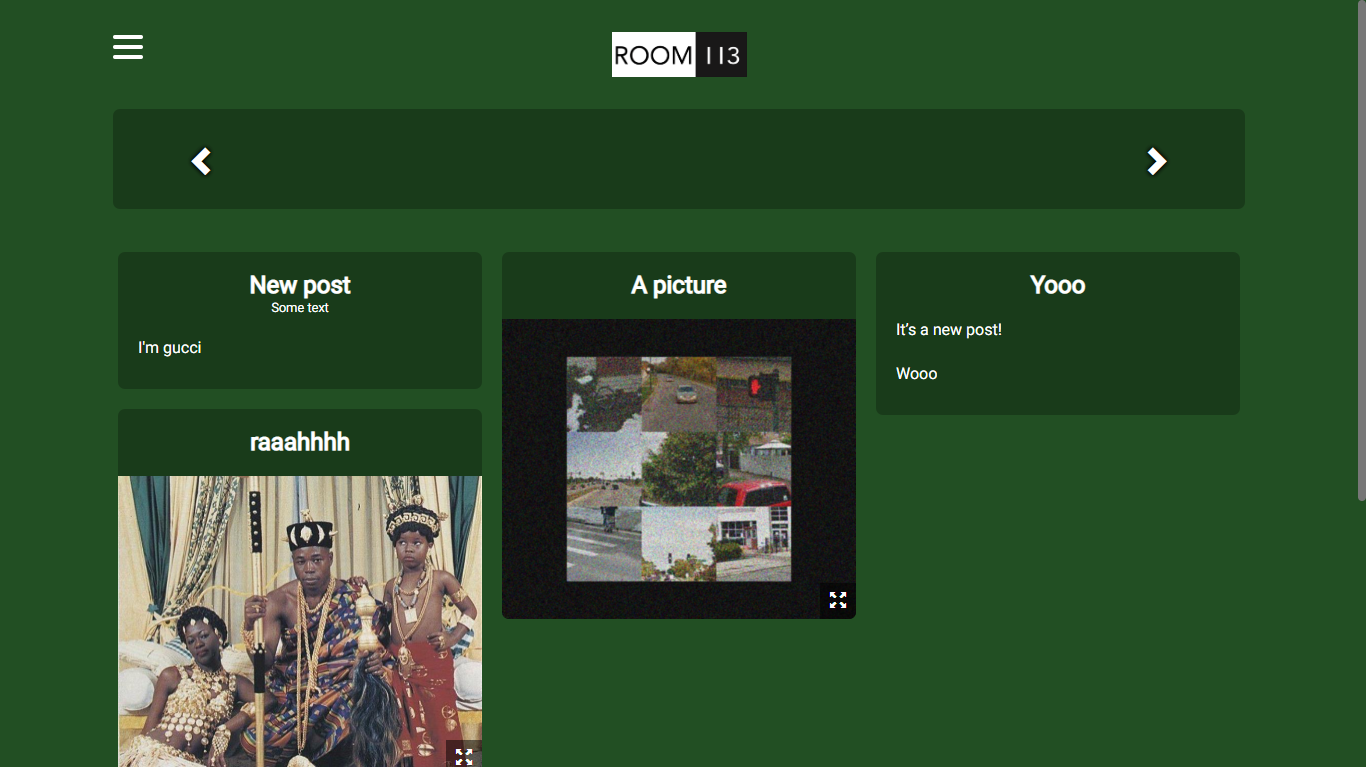 ROOM 113
New post
Some text
I'm gucci
raaahhhh
A picture
Yooo
It's a new post!
Wooo